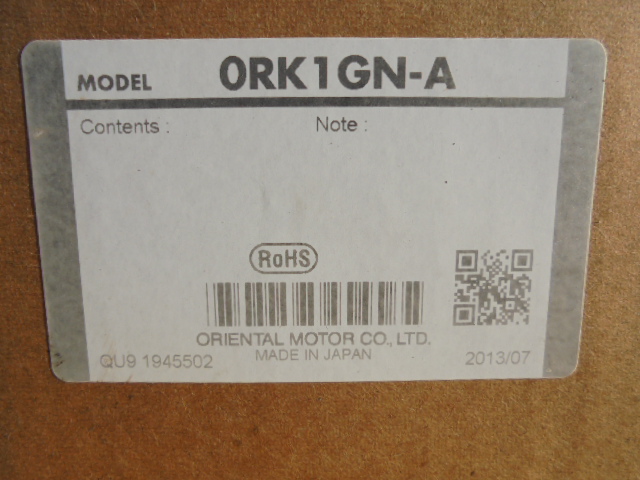 MODEL 0RK1GN-A
Contents : Note :
RoHS
ORIENTAL MOTOR CO., LTD.
MADE IN JAPAN
QU9 1945502 2013/07